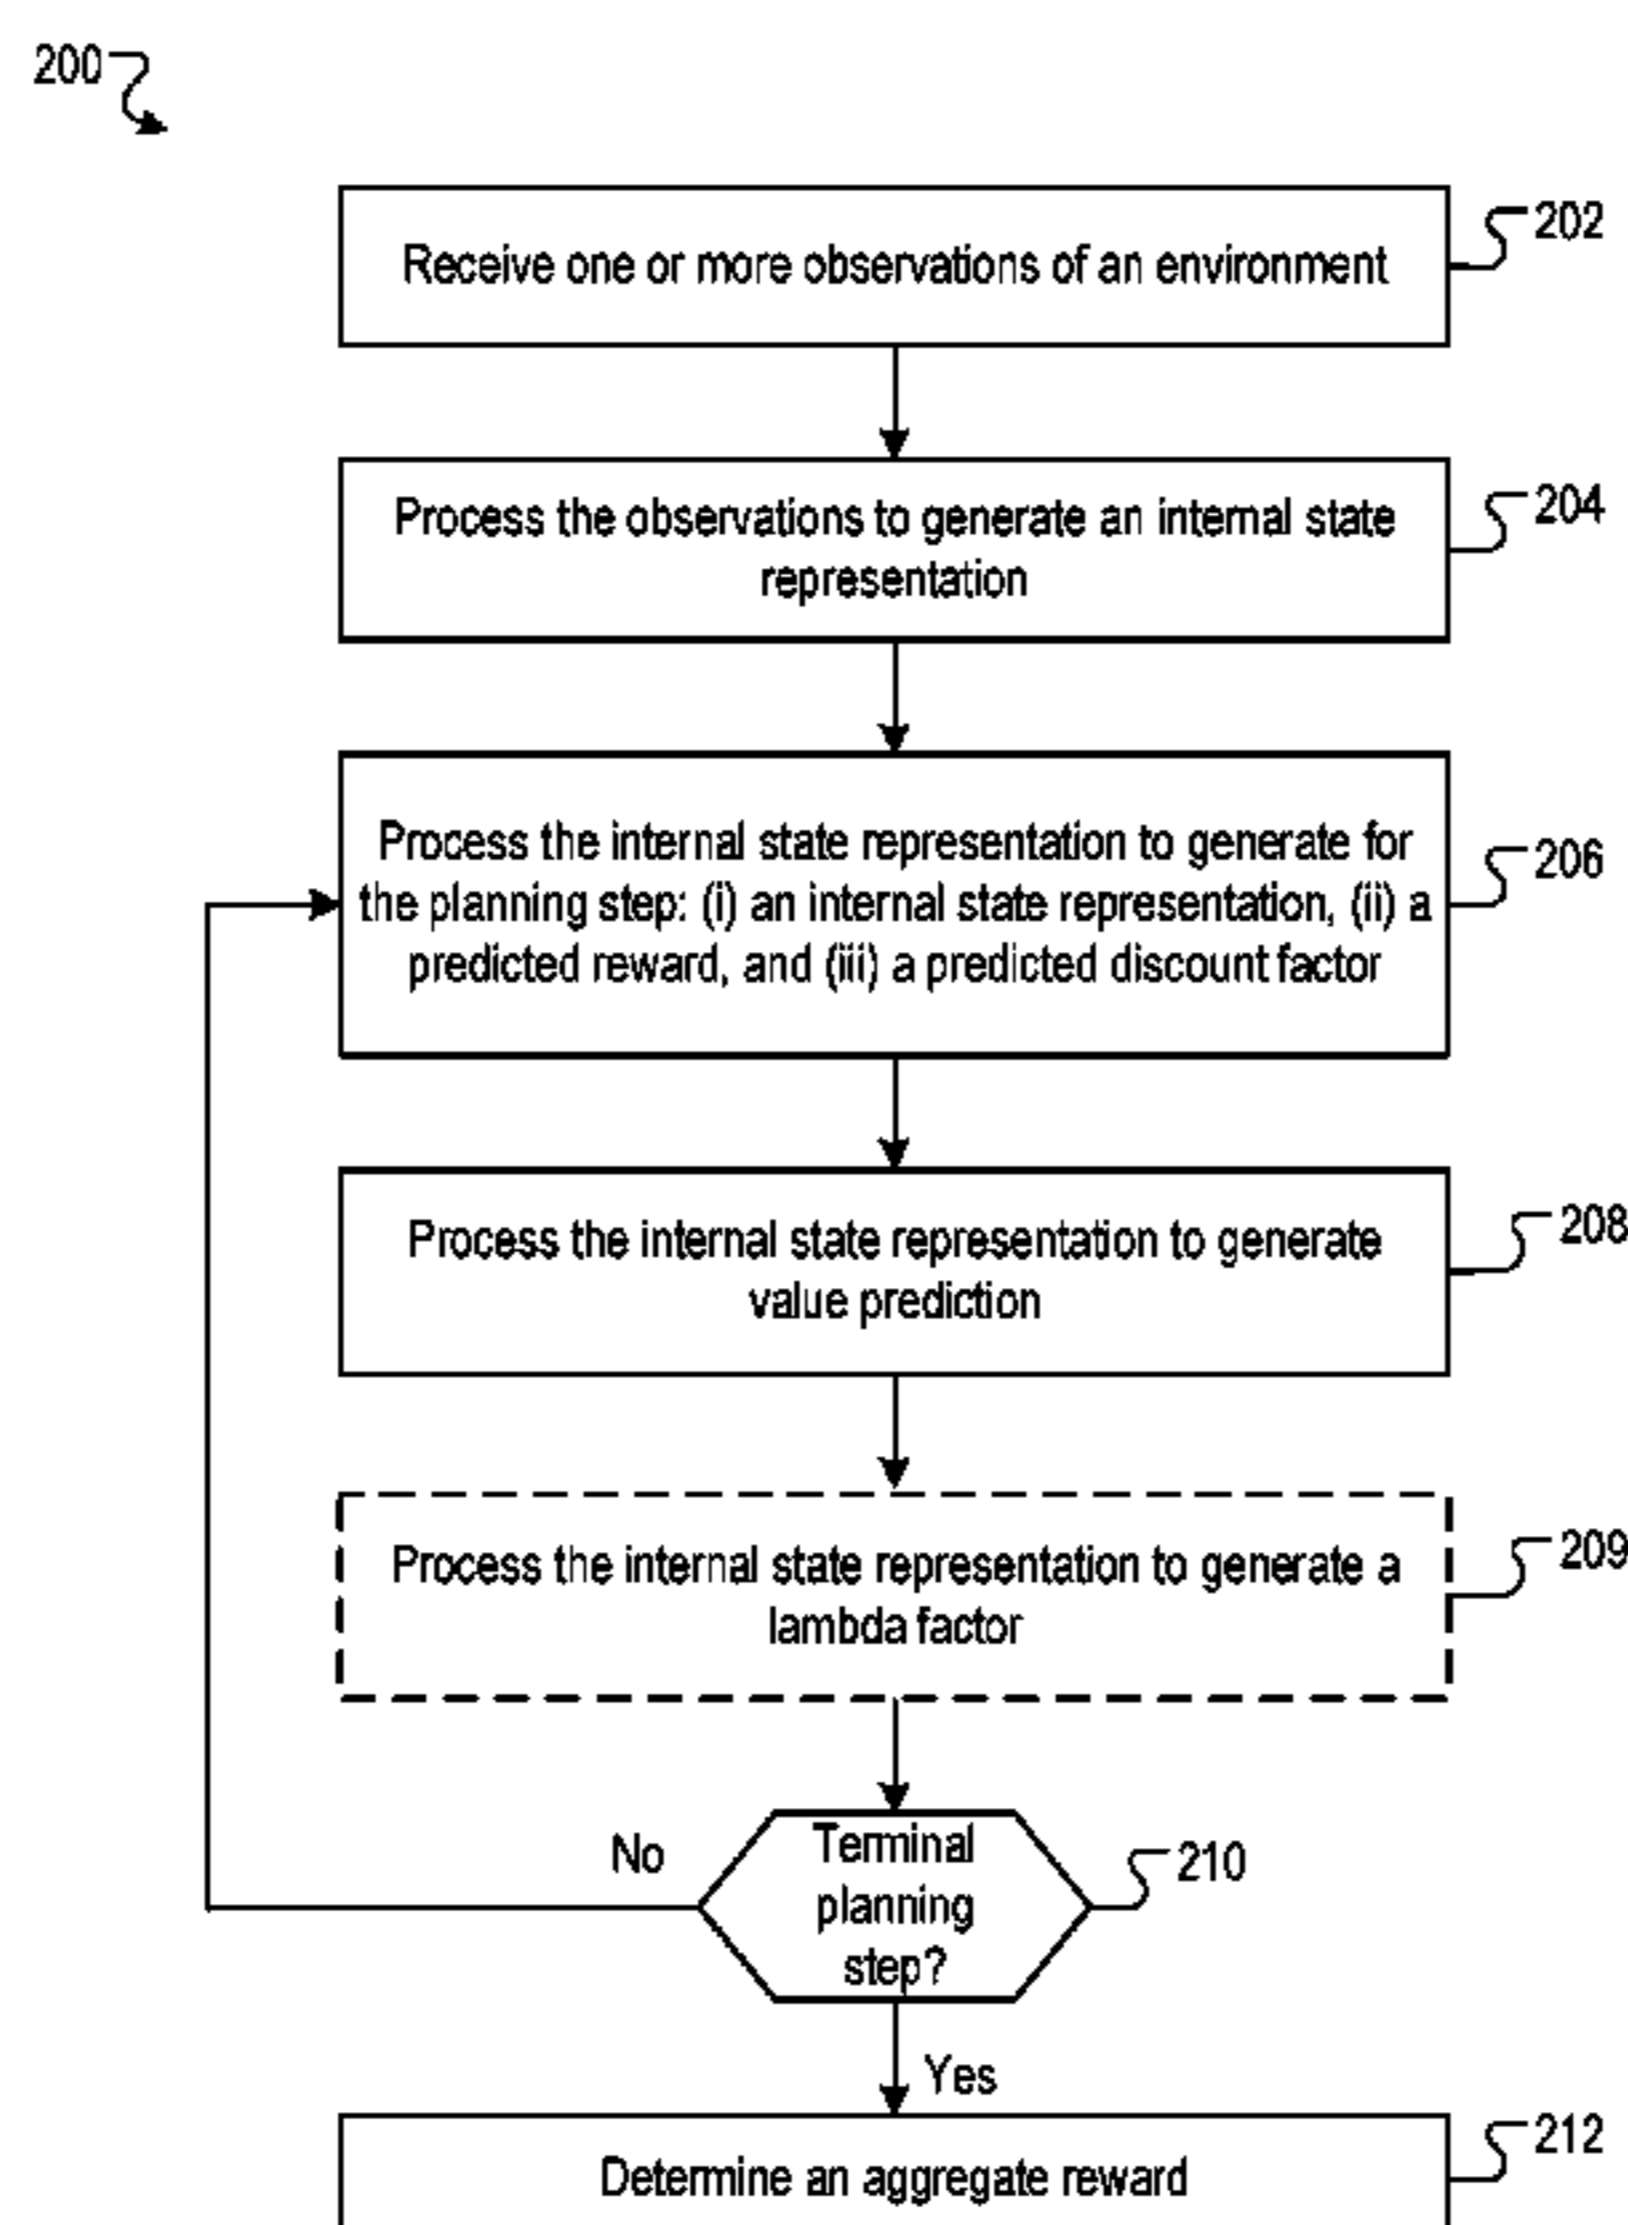 200
Receive one or more observations of an environment
202
Process the observations to generate an internal state
representation
204
Process the internal state representation to generate for
the planning step: (i) an internal state representation, (ii) a
predicted reward, and (iii) a predicted discount factor
206
Process the internal state representation to generate
value prediction
208
Process the internal state representation to generate a
lambda factor
209
No
Terminal
planning
step?
210
Yes
Determine an aggregate reward
212